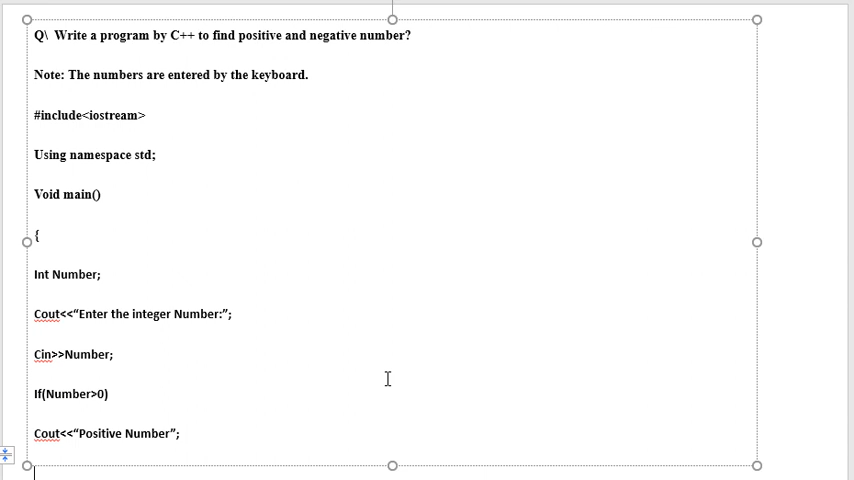 Q\ Write a program by C++ to find positive and negative number?
Note: The numbers are entered by the keyboard.
#include<iostream>
Using namespace std;
Void main()
{
Int Number;
Cout<<“Enter the integer Number:”;
Cin>>Number;
If(Number>0)
Cout<<“Positive Number”;